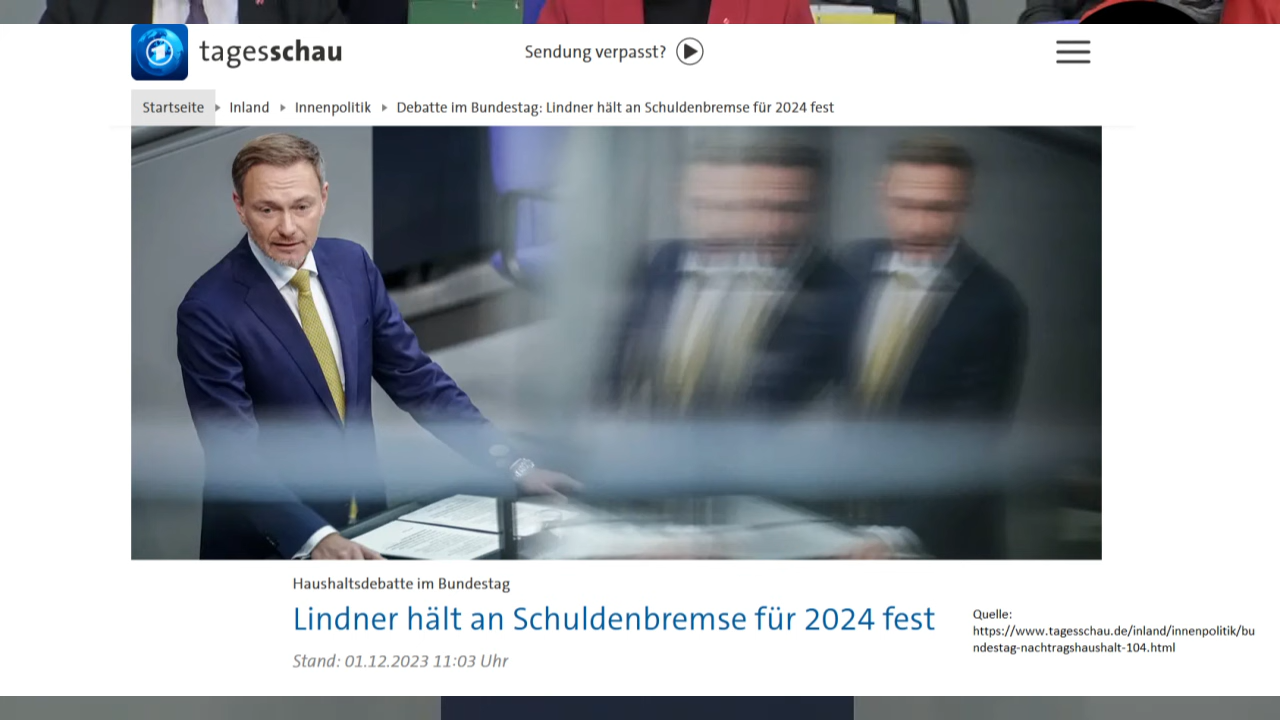 tagesschau
Sendung verpasst?
Startseite Inland Innenpolitik Debatte im Bundestag: Lindner hält an Schuldenbremse für 2024 fest
Haushaltsdebatte im Bundestag
Lindner hält an Schuldenbremse für 2024 fest
Stand: 01.12.2023 11:03 Uhr
Quelle:
https://www.tagesschau.de/inland/innenpolitik/bu
ndestag-nachtragshaushalt-104.html